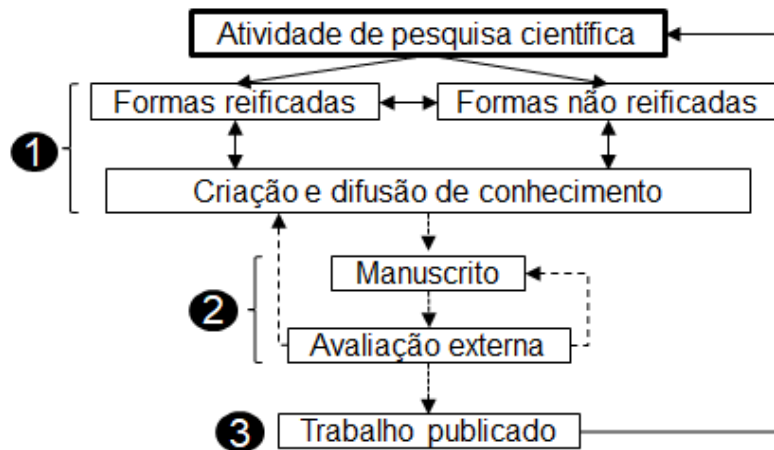 Atividade de pesquisa científica
Formas reificadas
Formas não reificadas
1
Criação e difusão de conhecimento
Manuscrito
2
Avaliação externa
3
Trabalho publicado